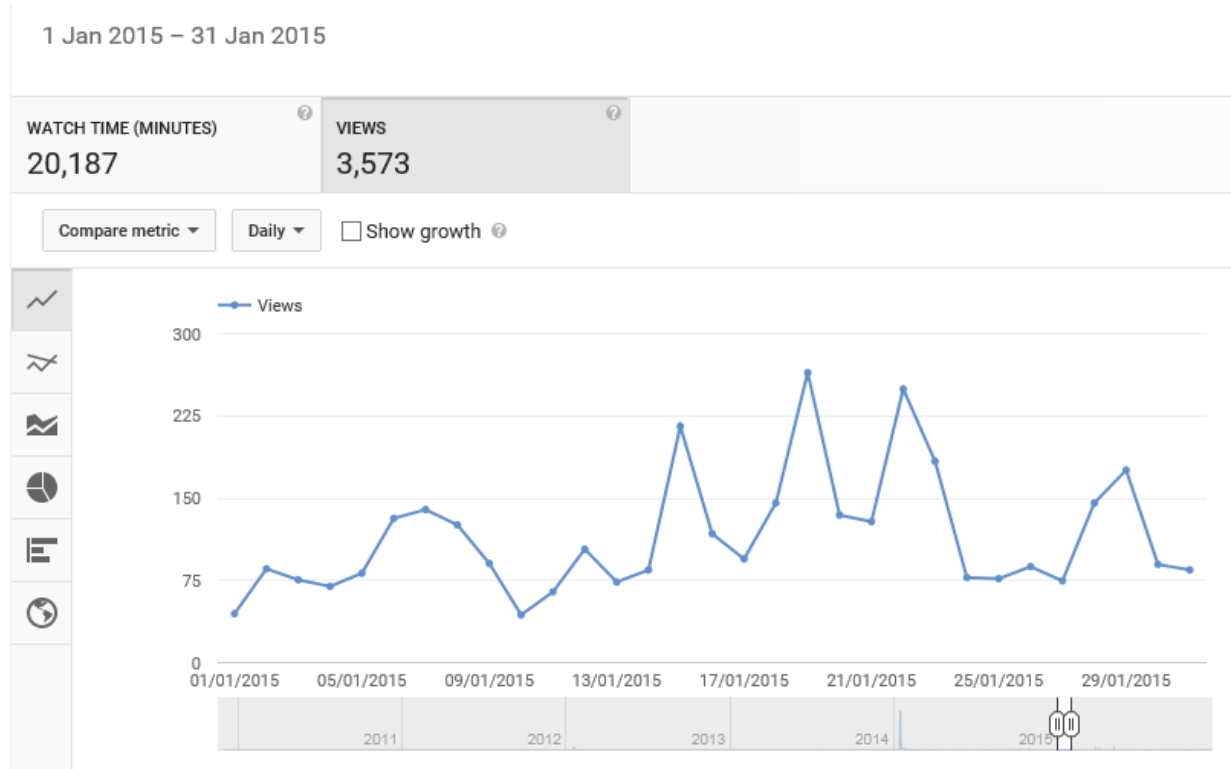 1 Jan 2015 – 31 Jan 2015
WATCH TIME (MINUTES) ?
20,187
VIEWS ?
3,573
Compare metric
Daily
Show growth ?
Views
300
225
150
75
0
01/01/2015 05/01/2015 09/01/2015 13/01/2015 17/01/2015 21/01/2015 25/01/2015 29/01/2015
2011 2012 2013 2014 2015